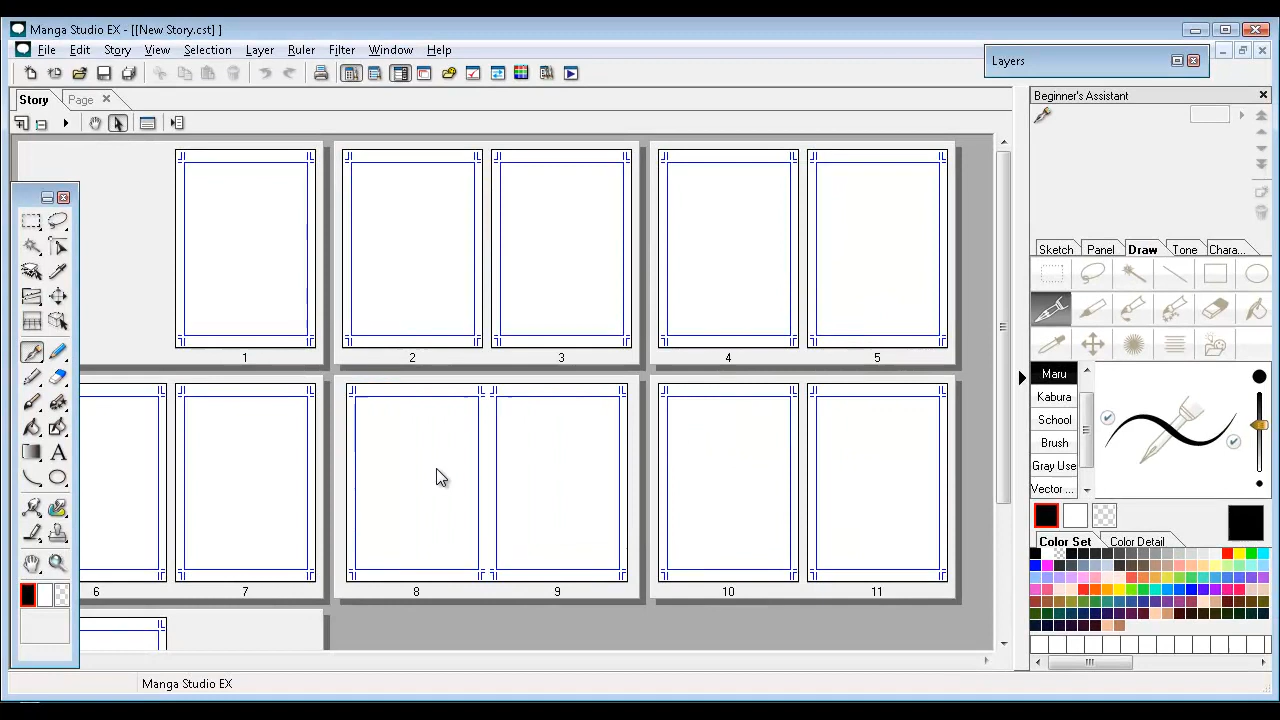 Manga Studio EX - [[New Story.cst] ]
File Edit Story View Selection Layer Ruler Filter Window Help
Layers
Story Page
Beginner's Assistant
1 2 3 4 5
Sketch Panel Draw Tone Chara...
Maru
Kabura
School
Brush
Gray Use
Vector ...
Color Set Color Detail
6 7 8 9 10 11
Manga Studio EX